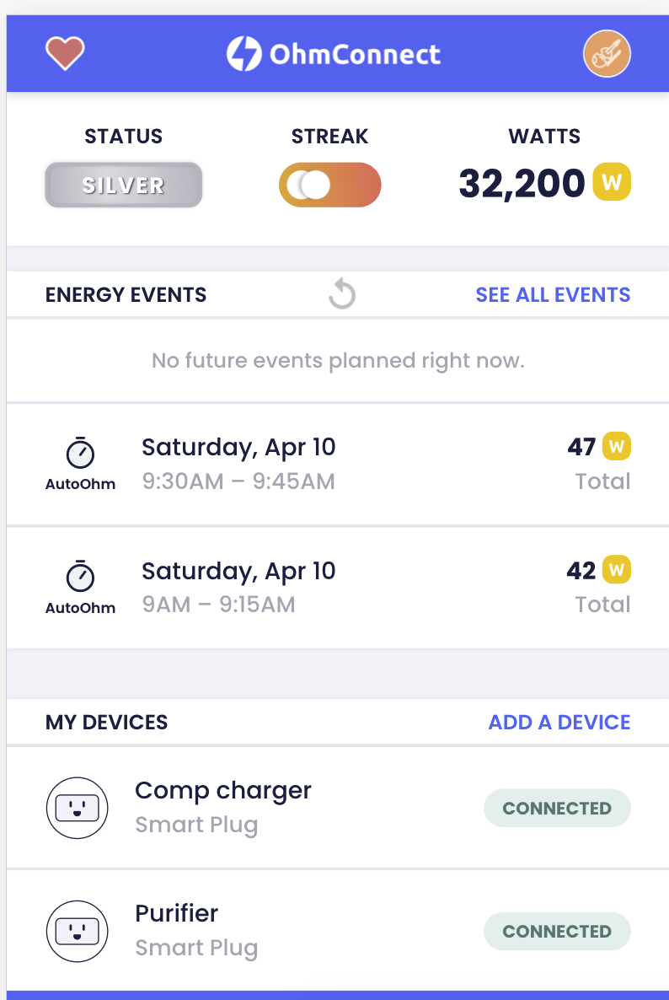 OhmConnect
STATUS
STREAK
WATTS
SILVER
32,200 W
ENERGY EVENTS
SEE ALL EVENTS
No future events planned right now.
Saturday, Apr 10
47 W
AutoOhm
9:30AM – 9:45AM
Total
Saturday, Apr 10
42 W
AutoOhm
9AM – 9:15AM
Total
MY DEVICES
ADD A DEVICE
Comp charger
Smart Plug
CONNECTED
Purifier
Smart Plug
CONNECTED